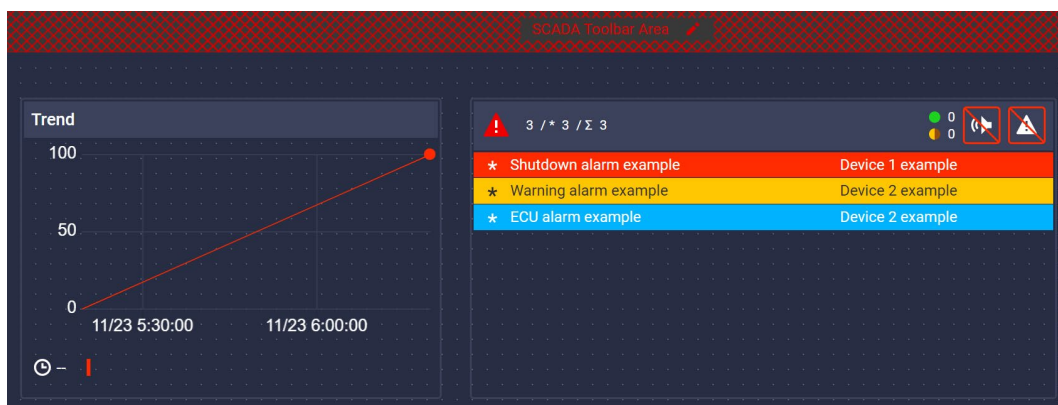 SCADA Toolbar Area
Trend
100
50
0
11/23 5:30:00 11/23 6:00:00
--
3 / * 3 / Σ 3
0
0
* Shutdown alarm example Device 1 example
* Warning alarm example Device 2 example
* ECU alarm example Device 2 example